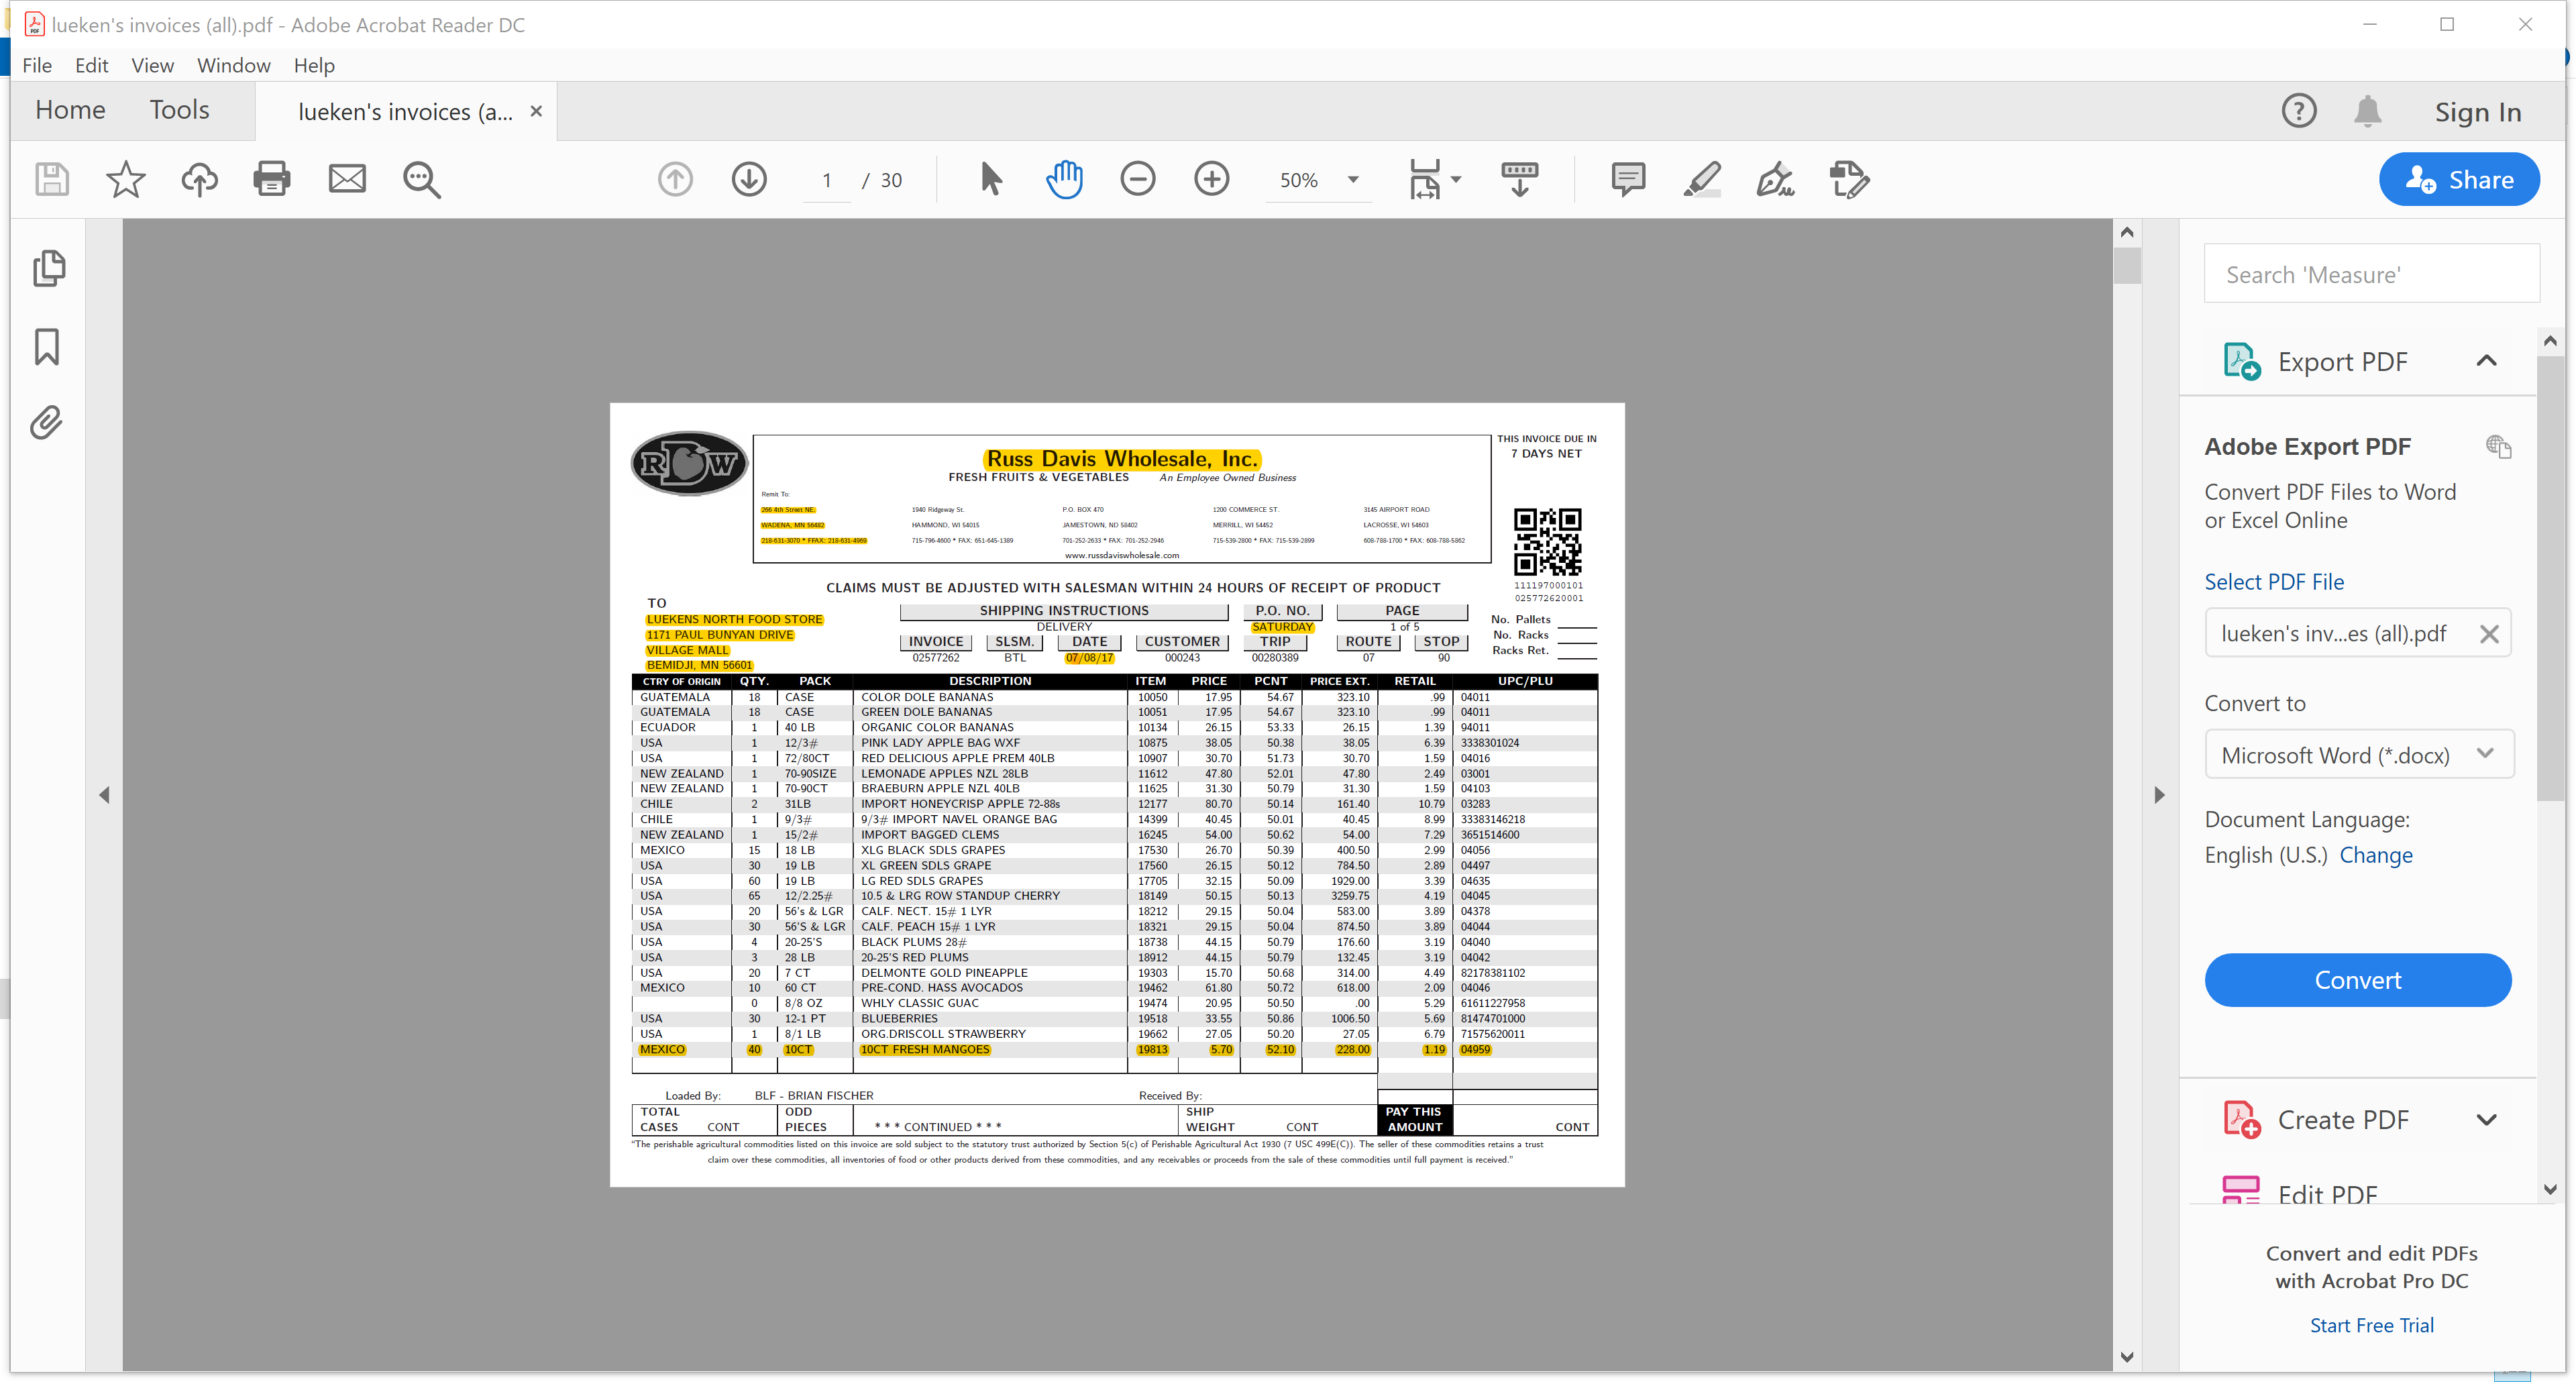 lueken's invoices (all).pdf - Adobe Acrobat Reader DC
File Edit View Window Help
Home Tools lueken's invoices (a... × Sign In
1 / 30 50% Share
Search 'Measure'
Export PDF
Adobe Export PDF
Convert PDF Files to Word
or Excel Online
Select PDF File
lueken's inv...es (all).pdf
Convert to
Microsoft Word (*.docx)
Document Language:
English (U.S.) Change
Convert
Create PDF
Edit PDF
Convert and edit PDFs
with Acrobat Pro DC
Start Free Trial
RDW
Russ Davis Wholesale, Inc.
FRESH FRUITS & VEGETABLES An Employee Owned Business
THIS INVOICE DUE IN
7 DAYS NET
Remit To:
266 4th Street NE. 1940 Ridgeway St. P.O. BOX 470 1200 COMMERCE ST. 3145 AIRPORT ROAD
WADENA, MN 56482 HAMMOND, WI 54015 JAMESTOWN, ND 58402 MERRILL, WI 54452 LACROSSE, WI 54603
218-631-3070 * FFAX: 218-631-4969 715-796-4600 * FAX: 651-645-1389 701-252-2633 * FAX: 701-252-2946 715-539-2800 * FAX: 715-539-2899 608-788-1700 * FAX: 608-788-5862
www.russdaviswholesale.com
111197000101
025772620001
CLAIMS MUST BE ADJUSTED WITH SALESMAN WITHIN 24 HOURS OF RECEIPT OF PRODUCT
TO
LUEKENS NORTH FOOD STORE
1171 PAUL BUNYAN DRIVE
VILLAGE MALL
BEMIDJI, MN 56601
SHIPPING INSTRUCTIONS P.O. NO. PAGE
DELIVERY SATURDAY 1 of 5
INVOICE SLSM. DATE CUSTOMER TRIP ROUTE STOP
02577262 BTL 07/08/17 000243 00280389 07 90
No. Pallets
No. Racks
Racks Ret.
CTRY OF ORIGIN QTY. PACK DESCRIPTION ITEM PRICE PCNT PRICE EXT. RETAIL UPC/PLU
GUATEMALA 18 CASE COLOR DOLE BANANAS 10050 17.95 54.67 323.10 .99 04011
GUATEMALA 18 CASE GREEN DOLE BANANAS 10051 17.95 54.67 323.10 .99 04011
ECUADOR 1 40 LB ORGANIC COLOR BANANAS 10134 26.15 53.33 26.15 1.39 94011
USA 1 12/3# PINK LADY APPLE BAG WXF 10875 38.05 50.38 38.05 6.39 3338301024
USA 1 72/80CT RED DELICIOUS APPLE PREM 40LB 10907 30.70 51.73 30.70 1.59 04016
NEW ZEALAND 1 70-90SIZE LEMONADE APPLES NZL 28LB 11612 47.80 52.01 47.80 2.49 03001
NEW ZEALAND 1 70-90CT BRAEBURN APPLE NZL 40LB 11625 31.30 50.79 31.30 1.59 04103
CHILE 2 31LB IMPORT HONEYCRISP APPLE 72-88s 12177 80.70 50.14 161.40 10.79 03283
CHILE 1 9/3# 9/3# IMPORT NAVEL ORANGE BAG 14399 40.45 50.01 40.45 8.99 33383146218
NEW ZEALAND 1 15/2# IMPORT BAGGED CLEMS 16245 54.00 50.62 54.00 7.29 3651514600
MEXICO 15 18 LB XLG BLACK SDLS GRAPES 17530 26.70 50.39 400.50 2.99 04056
USA 30 19 LB XL GREEN SDLS GRAPE 17560 26.15 50.12 784.50 2.89 04497
USA 60 19 LB LG RED SDLS GRAPES 17705 32.15 50.09 1929.00 3.39 04635
USA 65 12/2.25# 10.5 & LRG ROW STANDUP CHERRY 18149 50.15 50.13 3259.75 4.19 04045
USA 20 56's & LGR CALF. NECT. 15# 1 LYR 18212 29.15 50.04 583.00 3.89 04378
USA 30 56'S & LGR CALF. PEACH 15# 1 LYR 18321 29.15 50.04 874.50 3.89 04044
USA 4 20-25'S BLACK PLUMS 28# 18738 44.15 50.79 176.60 3.19 04040
USA 3 28 LB 20-25'S RED PLUMS 18912 44.15 50.79 132.45 3.19 04042
USA 20 7 CT DELMONTE GOLD PINEAPPLE 19303 15.70 50.68 314.00 4.49 82178381102
MEXICO 10 60 CT PRE-COND. HASS AVOCADOS 19462 61.80 50.72 618.00 2.09 04046
0 8/8 OZ WHLY CLASSIC GUAC 19474 20.95 50.50 .00 5.29 61611227958
USA 30 12-1 PT BLUEBERRIES 19518 33.55 50.86 1006.50 5.69 81474701000
USA 1 8/1 LB ORG.DRISCOLL STRAWBERRY 19662 27.05 50.20 27.05 6.79 71575620011
MEXICO 40 10CT 10CT FRESH MANGOES 19813 5.70 52.10 228.00 1.19 04959
Loaded By: BLF - BRIAN FISCHER Received By:
TOTAL ODD SHIP PAY THIS
CASES CONT PIECES * * * CONTINUED * * * WEIGHT CONT AMOUNT CONT
"The perishable agricultural commodities listed on this invoice are sold subject to the statutory trust authorized by Section 5(c) of Perishable Agricultural Act 1930 (7 USC 499E(C)). The seller of these commodities retains a trust
claim over these commodities, all inventories of food or other products derived from these commodities, and any receivables or proceeds from the sale of these commodities until full payment is received."